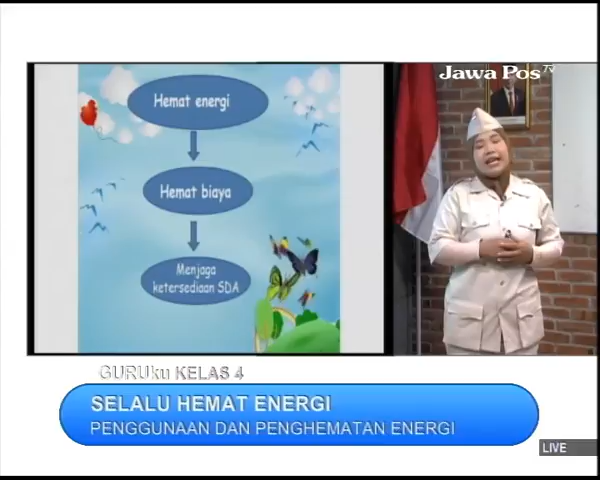 Jawa Pos TV
Hemat energi
Hemat biaya
Menjaga
ketersediaan SDA
GURUku KELAS 4
SELALU HEMAT ENERGI
PENGGUNAAN DAN PENGHEMATAN ENERGI
LIVE